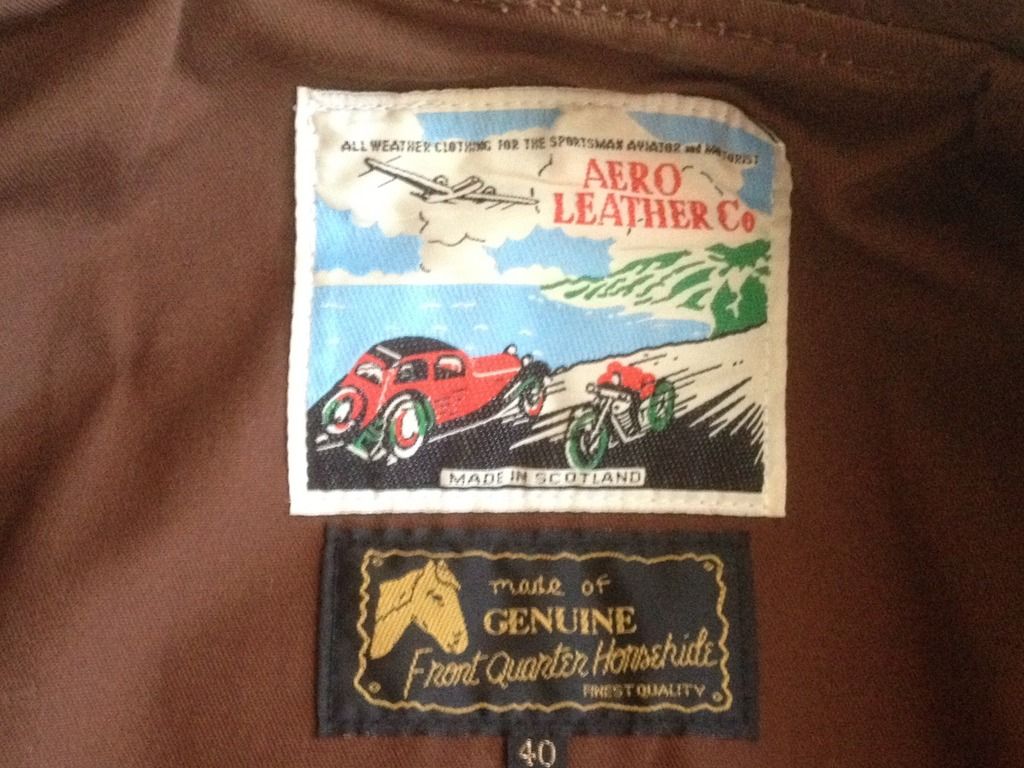 ALL WEATHER CLOTHING FOR THE SPORTSMAN AVIATOR and MOTORIST
AERO
LEATHER Co
MADE IN SCOTLAND
made of
GENUINE
Front Quarter Horsehide
FINEST QUALITY
40